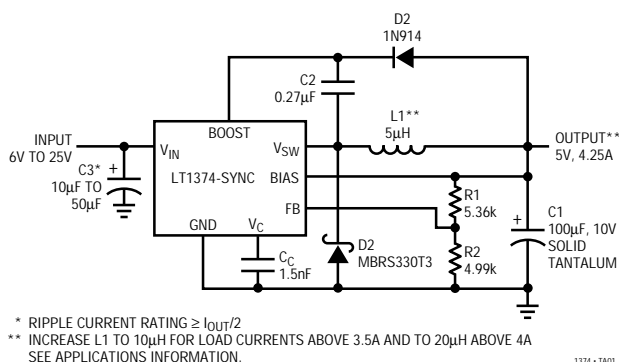 D2
1N914
C2
0.27µF
L1**
5µH
INPUT
6V TO 25V
C3*
+
10µF TO
50µF
BOOST
V_IN
V_SW
LT1374-SYNC
BIAS
FB
GND
V_C
OUTPUT**
5V, 4.25A
R1
5.36k
R2
4.99k
+
C1
100µF, 10V
SOLID
TANTALUM
D2
MBRS330T3
C_C
1.5nF
* RIPPLE CURRENT RATING ≥ I_OUT/2
** INCREASE L1 TO 10µH FOR LOAD CURRENTS ABOVE 3.5A AND TO 20µH ABOVE 4A
SEE APPLICATIONS INFORMATION.
1374 • TA01